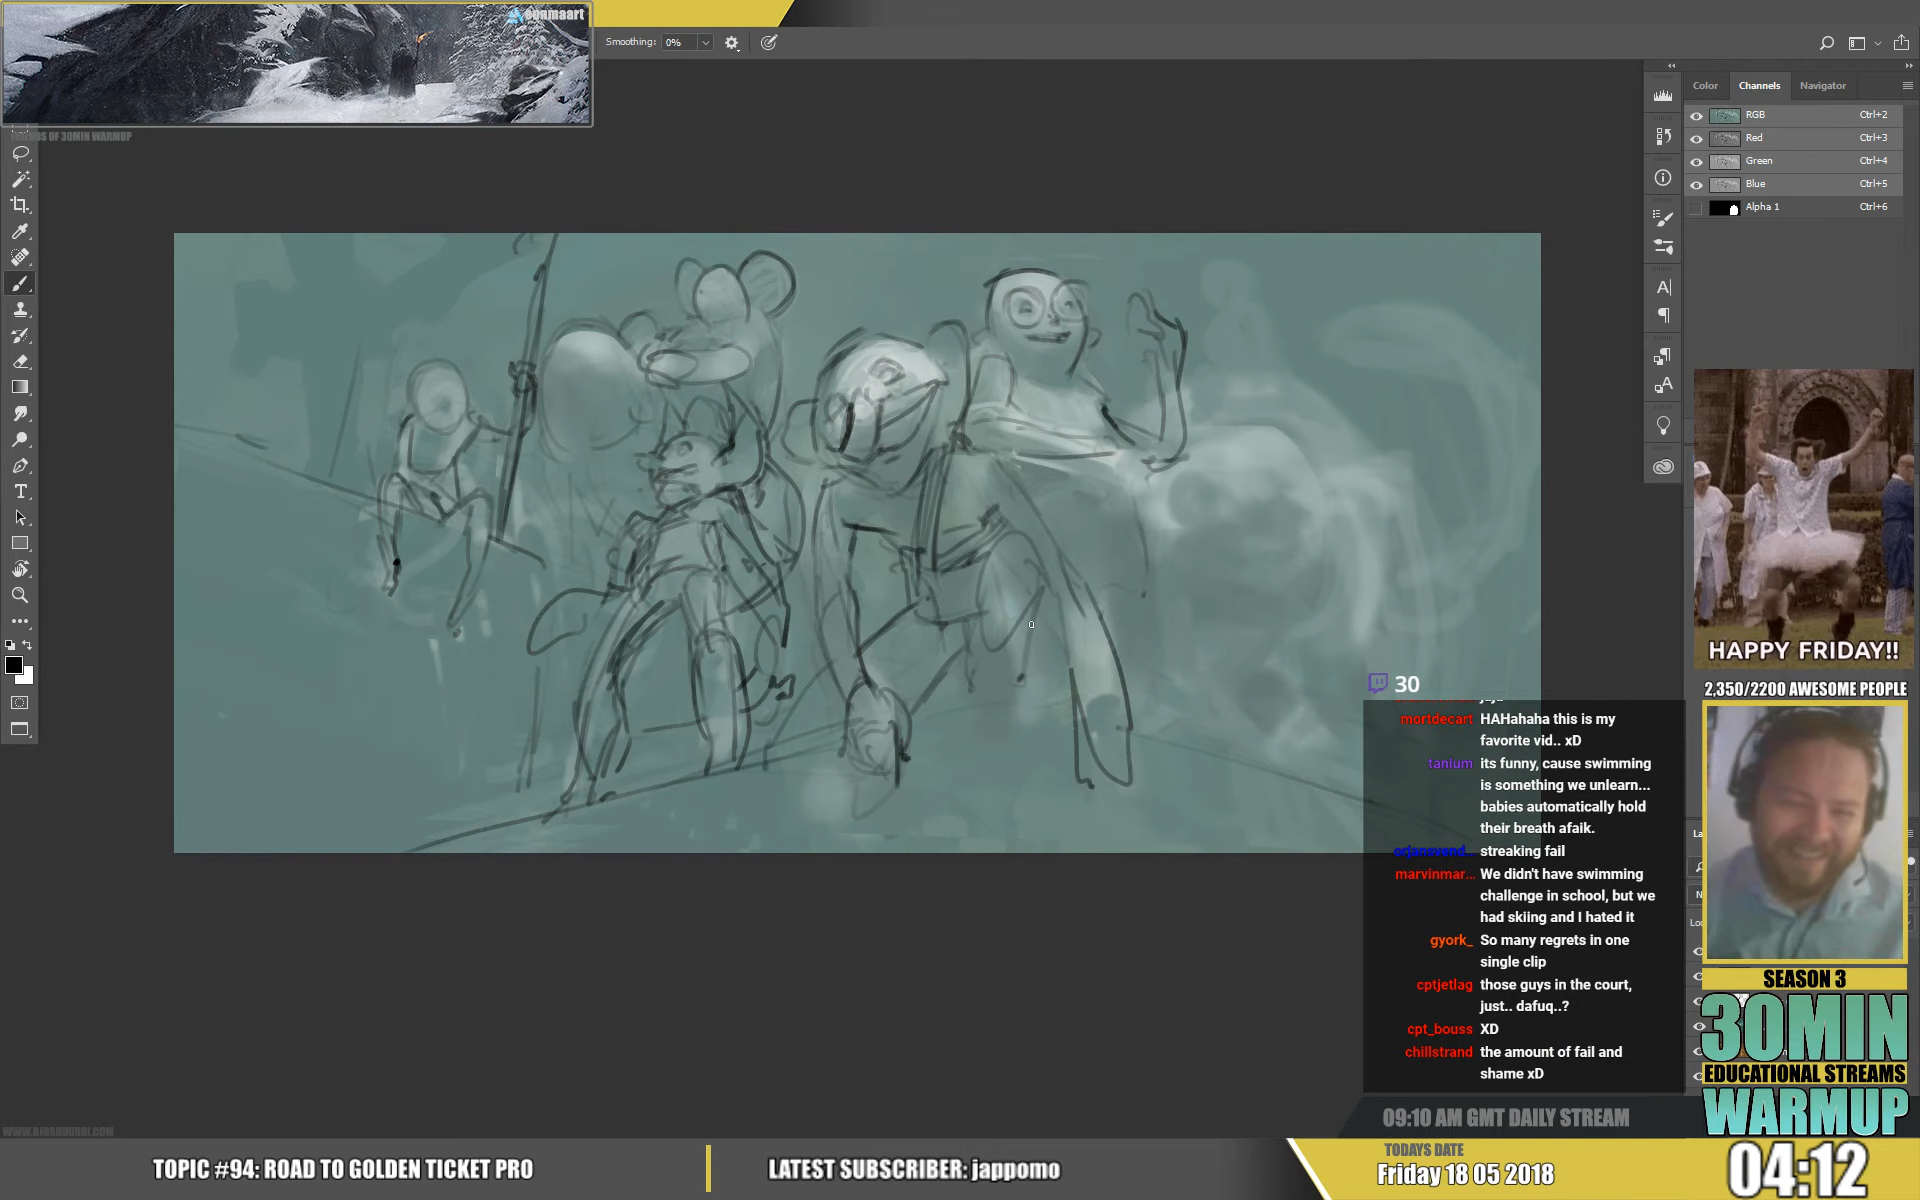 oonmaart
Smoothing: 0%
OF 30MIN WARMUP
Color Channels Navigator
RGB Ctrl+2
Red Ctrl+3
Green Ctrl+4
Blue Ctrl+5
Alpha 1 Ctrl+6
HAPPY FRIDAY!!
2,350/2200 AWESOME PEOPLE
30
mortdecart HAHahaha this is my
favorite vid.. xD
tanium its funny, cause swimming
is something we unlearn...
babies automatically hold
their breath afaik.
streaking fail
marvinmar... We didn't have swimming
challenge in school, but we
had skiing and I hated it
gyork_ So many regrets in one
single clip
cptjetlag those guys in the court,
just.. dafuq..?
cpt_bouss XD
chillstrand the amount of fail and
shame xD
SEASON 3
30MIN
EDUCATIONAL STREAMS
WARMUP
09:10 AM GMT DAILY STREAM
TOPIC #94: ROAD TO GOLDEN TICKET PRO
LATEST SUBSCRIBER: jappomo
TODAYS DATE
Friday 18 05 2018
04:12